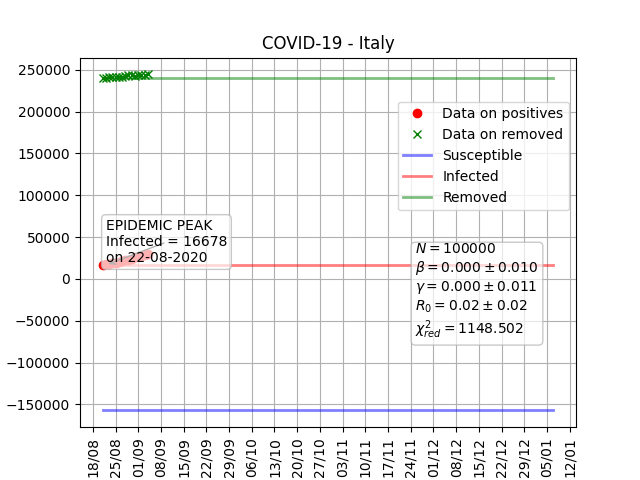 COVID-19 - Italy
250000
200000
150000
100000
50000
0
−50000
−100000
−150000
Data on positives
Data on removed
Susceptible
Infected
Removed
EPIDEMIC PEAK
Infected = 16678
on 22-08-2020
N = 100000
β = 0.000 ± 0.010
γ = 0.000 ± 0.011
R₀ = 0.02 ± 0.02
χ²_red = 1148.502
18/08
25/08
01/09
08/09
15/09
22/09
29/09
06/10
13/10
20/10
27/10
03/11
10/11
17/11
24/11
01/12
08/12
15/12
22/12
29/12
05/01
12/01